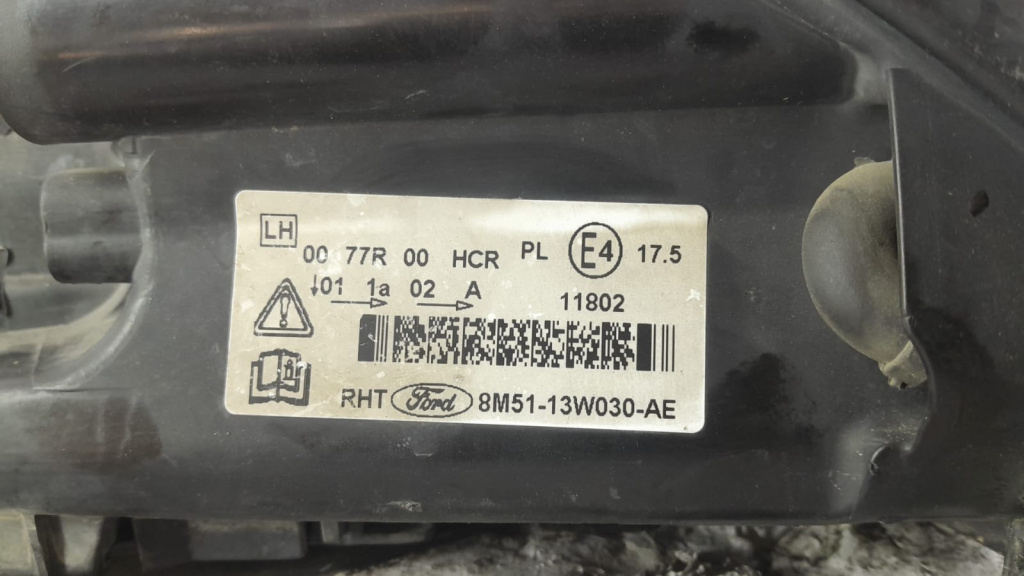 LH
00 77R 00 HCR PL E4 17.5
↓01 1a → 02 A → 11802
RHT Ford 8M51-13W030-AE